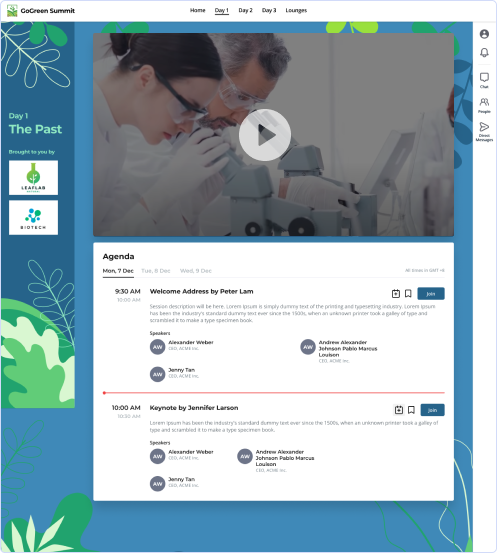 GoGreen Summit
Home Day 1 Day 2 Day 3 Lounges
Day 1
The Past
Brought to you by
LEAFLAB
BIOTECH
Chat
People
Direct
Messages
Agenda
Mon, 7 Dec Tue, 8 Dec Wed, 9 Dec
All times in GMT +8
9:30 AM
10:00 AM
Welcome Address by Peter Lam
Join
Session description will be here. Lorem Ipsum is simply dummy text of the printing and typesetting industry. Lorem Ipsum
has been the industry's standard dummy text ever since the 1500s, when an unknown printer took a galley of type and
scrambled it to make a type specimen book.
Speakers
AW
Alexander Weber
CEO, ACME Inc.
AW
Andrew Alexander
Johnson Pablo Marcus
Louison
CEO, ACME Inc.
AW
Jenny Tan
CEO, ACME Inc.
10:00 AM
10:30 AM
Keynote by Jennifer Larson
Join
Lorem Ipsum has been the industry's standard dummy text ever since the 1500s, when an unknown printer took a galley of
type and scrambled it to make a type specimen book.
Speakers
AW
Alexander Weber
CEO, ACME Inc.
AW
Andrew Alexander
Johnson Pablo Marcus
Louison
CEO, ACME Inc.
AW
Jenny Tan
CEO, ACME Inc.